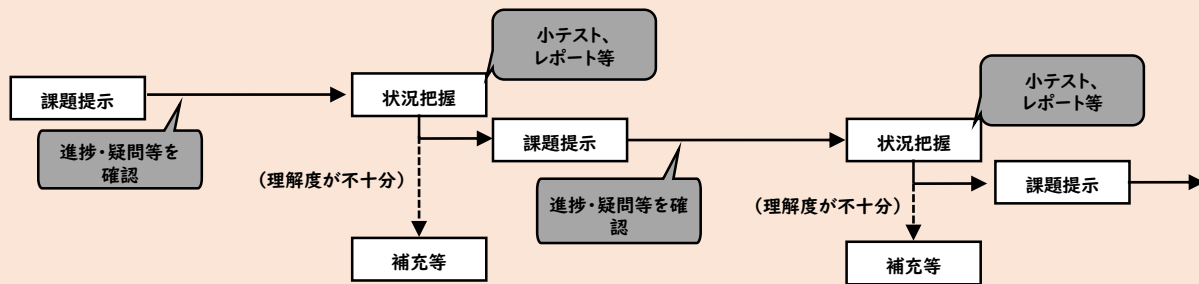 課題提示
進捗・疑問等を
確認
状況把握
小テスト、
レポート等
(理解度が不十分)
補充等
課題提示
進捗・疑問等を確
認
状況把握
小テスト、
レポート等
(理解度が不十分)
補充等
課題提示